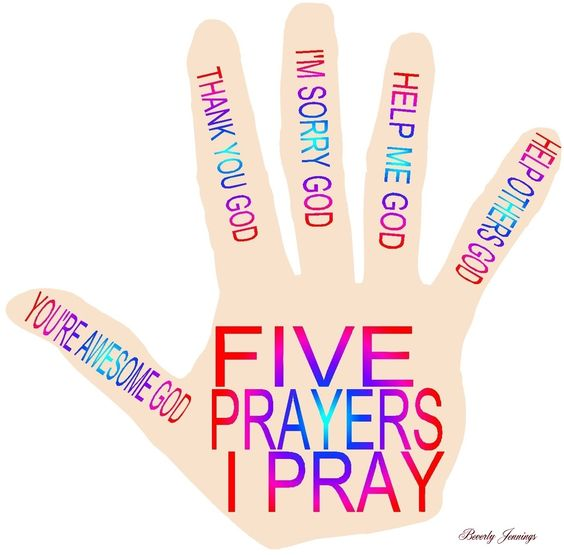 YOU'RE AWESOME GOD
THANK YOU GOD
I'M SORRY GOD
HELP ME GOD
HELP OTHERS GOD
FIVE
PRAYERS
I PRAY
Beverly Jennings